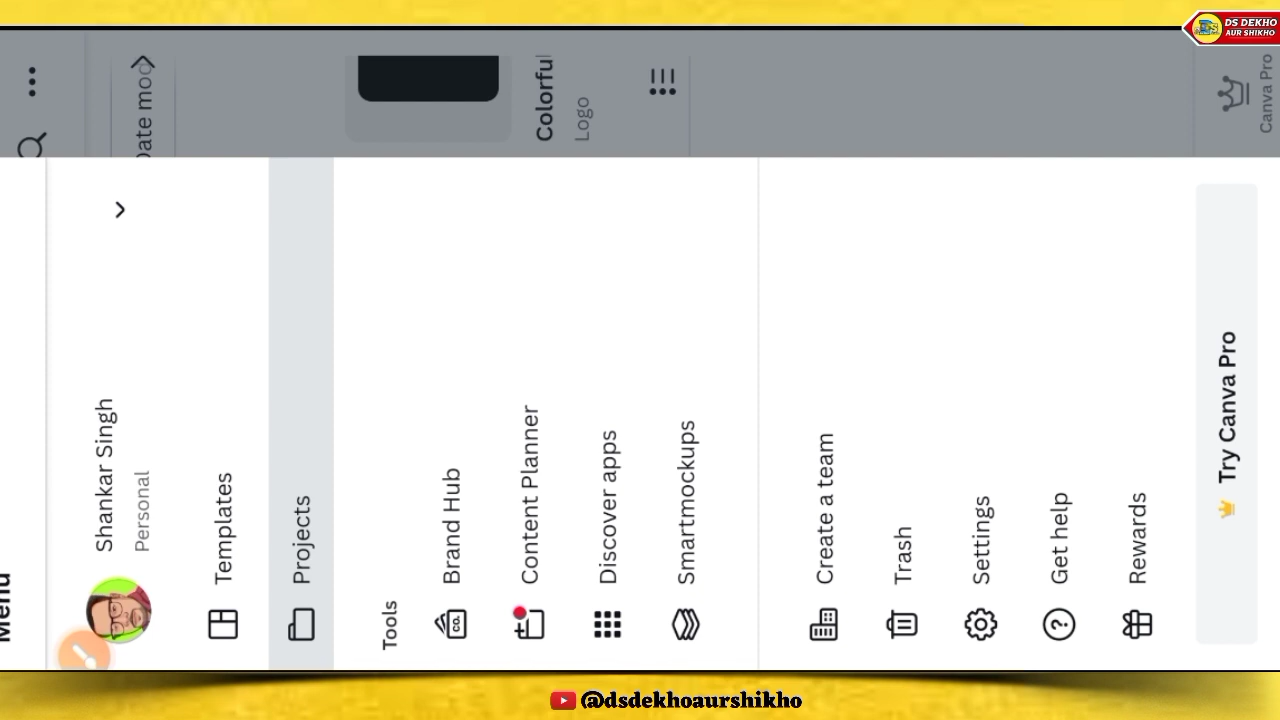 DS DEKHO
AUR SHIKHO
Menu
Shankar Singh
Personal
Templates
Projects
Tools
CO.
Brand Hub
Content Planner
Discover apps
Smartmockups
Create a team
Trash
Settings
Get help
Rewards
Try Canva Pro
Colorful
Logo
Canva Pro
@dsdekhoaurshikho